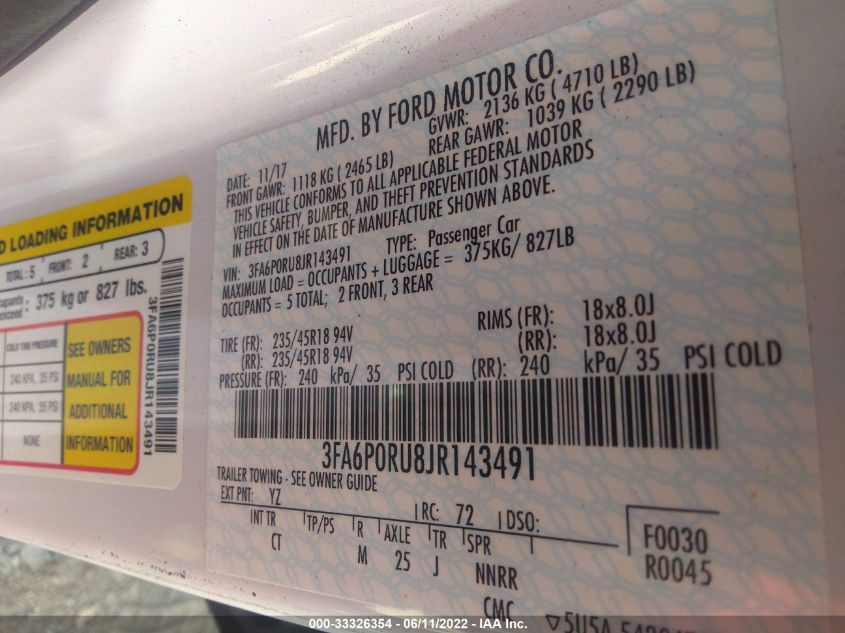 D LOADING INFORMATION
TOTAL: 5 FRONT: 2 REAR: 3
375 kg or 827 lbs.
COLD TIRE PRESSURE
240 KPA, 35 PSI
240 KPA, 35 PSI
NONE
SEE OWNERS
MANUAL FOR
ADDITIONAL
INFORMATION
3FA6P0RU8JR143491
MFD. BY FORD MOTOR CO.
DATE: 11/17 GVWR: 2136 KG ( 4710 LB)
FRONT GAWR: 1118 KG ( 2465 LB) REAR GAWR: 1039 KG ( 2290 LB)
THIS VEHICLE CONFORMS TO ALL APPLICABLE FEDERAL MOTOR
VEHICLE SAFETY, BUMPER, AND THEFT PREVENTION STANDARDS
IN EFFECT ON THE DATE OF MANUFACTURE SHOWN ABOVE.
VIN: 3FA6P0RU8JR143491 TYPE: Passenger Car
MAXIMUM LOAD = OCCUPANTS + LUGGAGE = 375KG/ 827LB
OCCUPANTS = 5 TOTAL; 2 FRONT, 3 REAR
TIRE (FR): 235/45R18 94V RIMS (FR): 18x8.0J
(RR): 235/45R18 94V (RR): 18x8.0J
PRESSURE (FR): 240 kPa/ 35 PSI COLD (RR): 240 kPa/ 35 PSI COLD
3FA6P0RU8JR143491
TRAILER TOWING - SEE OWNER GUIDE
EXT PNT: YZ RC: 72 DSO:
INT TR TP/PS R AXLE TR SPR
CT M 25 J NNRR
F0030
R0045
CMC
000-33326354 - 06/11/2022 - IAA Inc.